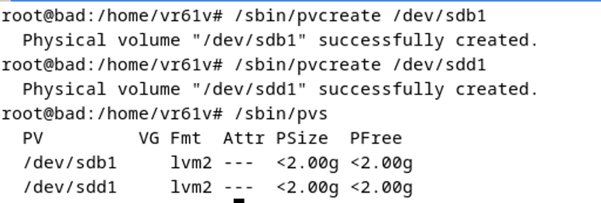 root@bad:/home/vr61v# /sbin/pvcreate /dev/sdb1
  Physical volume "/dev/sdb1" successfully created.
root@bad:/home/vr61v# /sbin/pvcreate /dev/sdd1
  Physical volume "/dev/sdd1" successfully created.
root@bad:/home/vr61v# /sbin/pvs
  PV         VG Fmt  Attr PSize  PFree
  /dev/sdb1     lvm2 ---  <2.00g <2.00g
  /dev/sdd1     lvm2 ---  <2.00g <2.00g